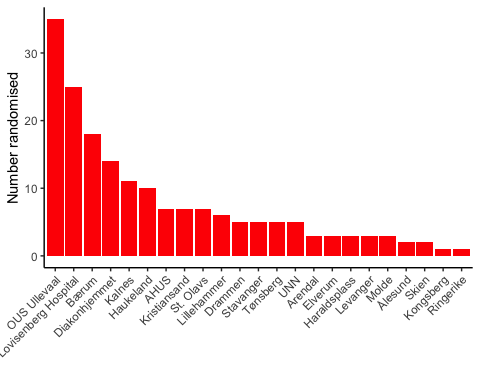 Number randomised
30
20
10
0
OUS Ullevaal
Lovisenberg Hospital
Bærum
Diakonhjemmet
Kalnes
Haukeland
AHUS
Kristiansand
St. Olavs
Lillehammer
Drammen
Stavanger
Tønsberg
UNN
Arendal
Elverum
Haraldsplass
Levanger
Molde
Ålesund
Skien
Kongsberg
Ringerike